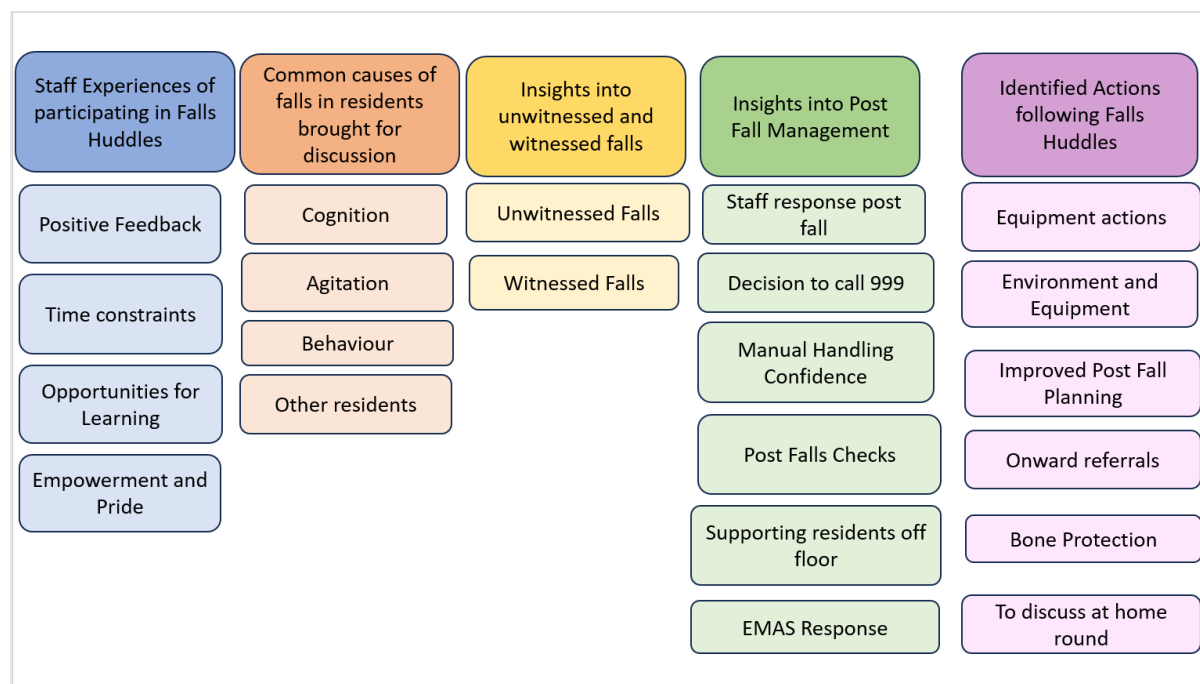 Staff Experiences of
participating in Falls
Huddles
Positive Feedback
Time constraints
Opportunities for
Learning
Empowerment and
Pride
Common causes of
falls in residents
brought for
discussion
Cognition
Agitation
Behaviour
Other residents
Insights into
unwitnessed and
witnessed falls
Unwitnessed Falls
Witnessed Falls
Insights into Post
Fall Management
Staff response post
fall
Decision to call 999
Manual Handling
Confidence
Post Falls Checks
Supporting residents off
floor
EMAS Response
Identified Actions
following Falls
Huddles
Equipment actions
Environment and
Equipment
Improved Post Fall
Planning
Onward referrals
Bone Protection
To discuss at home
round